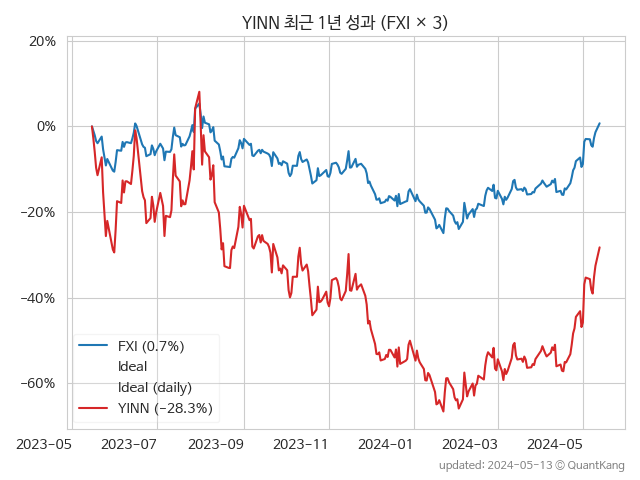 YINN 최근 1년 성과 (FXI × 3)
20%
0%
−20%
−40%
−60%
FXI (0.7%)
Ideal
Ideal (daily)
YINN (−28.3%)
2023-05 2023-07 2023-09 2023-11 2024-01 2024-03 2024-05
updated: 2024-05-13 ⓒ QuantKang